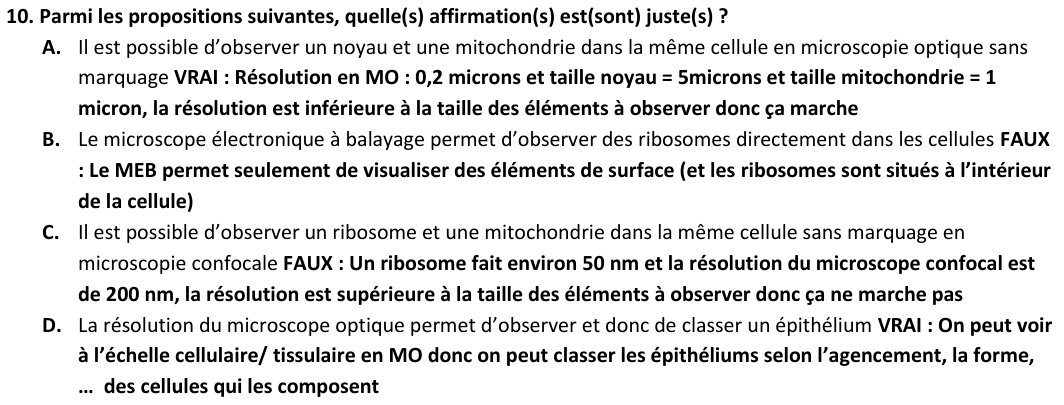 10. Parmi les propositions suivantes, quelle(s) affirmation(s) est(sont) juste(s) ?
A. Il est possible d’observer un noyau et une mitochondrie dans la même cellule en microscopie optique sans
marquage VRAI : Résolution en MO : 0,2 microns et taille noyau = 5microns et taille mitochondrie = 1
micron, la résolution est inférieure à la taille des éléments à observer donc ça marche
B. Le microscope électronique à balayage permet d’observer des ribosomes directement dans les cellules FAUX
: Le MEB permet seulement de visualiser des éléments de surface (et les ribosomes sont situés à l’intérieur
de la cellule)
C. Il est possible d’observer un ribosome et une mitochondrie dans la même cellule sans marquage en
microscopie confocale FAUX : Un ribosome fait environ 50 nm et la résolution du microscope confocal est
de 200 nm, la résolution est supérieure à la taille des éléments à observer donc ça ne marche pas
D. La résolution du microscope optique permet d’observer et donc de classer un épithélium VRAI : On peut voir
à l’échelle cellulaire/ tissulaire en MO donc on peut classer les épithéliums selon l’agencement, la forme,
… des cellules qui les composent